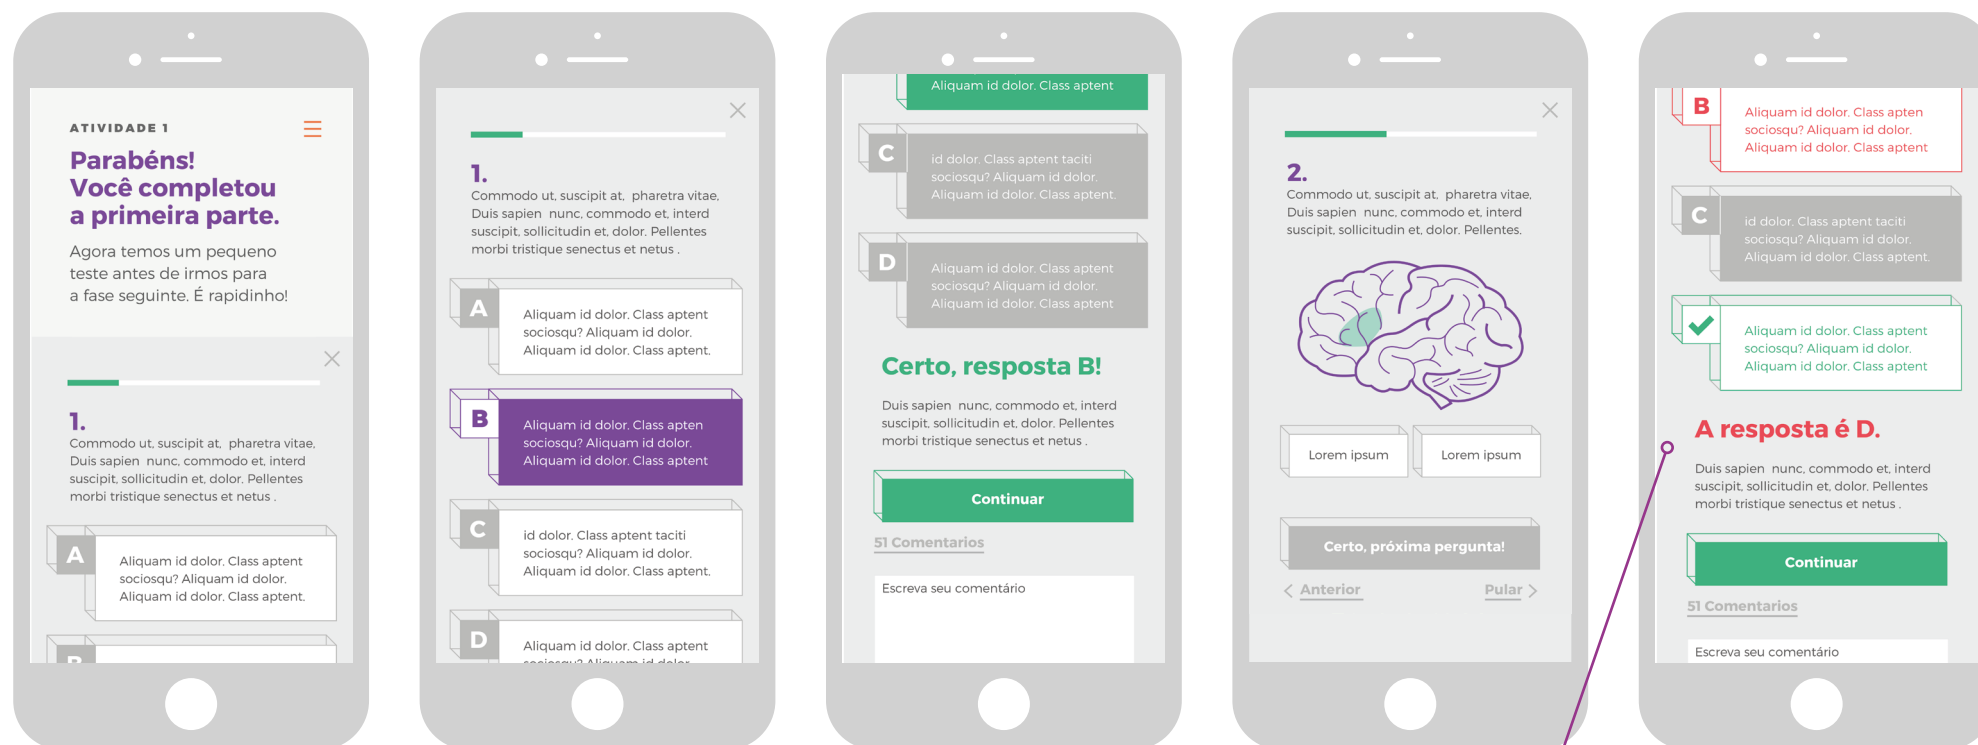 ATIVIDADE 1
Parabéns!
Você completou
a primeira parte.
Agora temos um pequeno
teste antes de irmos para
a fase seguinte. É rapidinho!
1.
Commodo ut, suscipit at, pharetra vitae,
Duis sapien nunc, commodo et, interd
suscipit, sollicitudin et, dolor. Pellentes
morbi tristique senectus et netus .
A
Aliquam id dolor. Class aptent
sociosqu? Aliquam id dolor.
Aliquam id dolor. Class aptent.
B
1.
Commodo ut, suscipit at, pharetra vitae,
Duis sapien nunc, commodo et, interd
suscipit, sollicitudin et, dolor. Pellentes
morbi tristique senectus et netus .
A
Aliquam id dolor. Class aptent
sociosqu? Aliquam id dolor.
Aliquam id dolor. Class aptent.
B
Aliquam id dolor. Class apten
sociosqu? Aliquam id dolor.
Aliquam id dolor. Class aptent
C
id dolor. Class aptent taciti
sociosqu? Aliquam id dolor.
Aliquam id dolor. Class aptent.
D
Aliquam id dolor. Class aptent
sociosqu? Aliquam id dolor.
Aliquam id dolor. Class aptent
C
id dolor. Class aptent taciti
sociosqu? Aliquam id dolor.
Aliquam id dolor. Class aptent.
D
Aliquam id dolor. Class aptent
sociosqu? Aliquam id dolor.
Aliquam id dolor. Class aptent
Certo, resposta B!
Duis sapien nunc, commodo et, interd
suscipit, sollicitudin et, dolor. Pellentes
morbi tristique senectus et netus .
Continuar
51 Comentarios
Escreva seu comentário
2.
Commodo ut, suscipit at, pharetra vitae,
Duis sapien nunc, commodo et, interd
suscipit, sollicitudin et, dolor. Pellentes.
Lorem ipsum
Lorem ipsum
Certo, próxima pergunta!
< Anterior
Pular >
B
Aliquam id dolor. Class apten
sociosqu? Aliquam id dolor.
Aliquam id dolor. Class aptent
C
id dolor. Class aptent taciti
sociosqu? Aliquam id dolor.
Aliquam id dolor. Class aptent.
Aliquam id dolor. Class aptent
sociosqu? Aliquam id dolor.
Aliquam id dolor. Class aptent
A resposta é D.
Duis sapien nunc, commodo et, interd
suscipit, sollicitudin et, dolor. Pellentes
morbi tristique senectus et netus .
Continuar
51 Comentarios
Escreva seu comentário